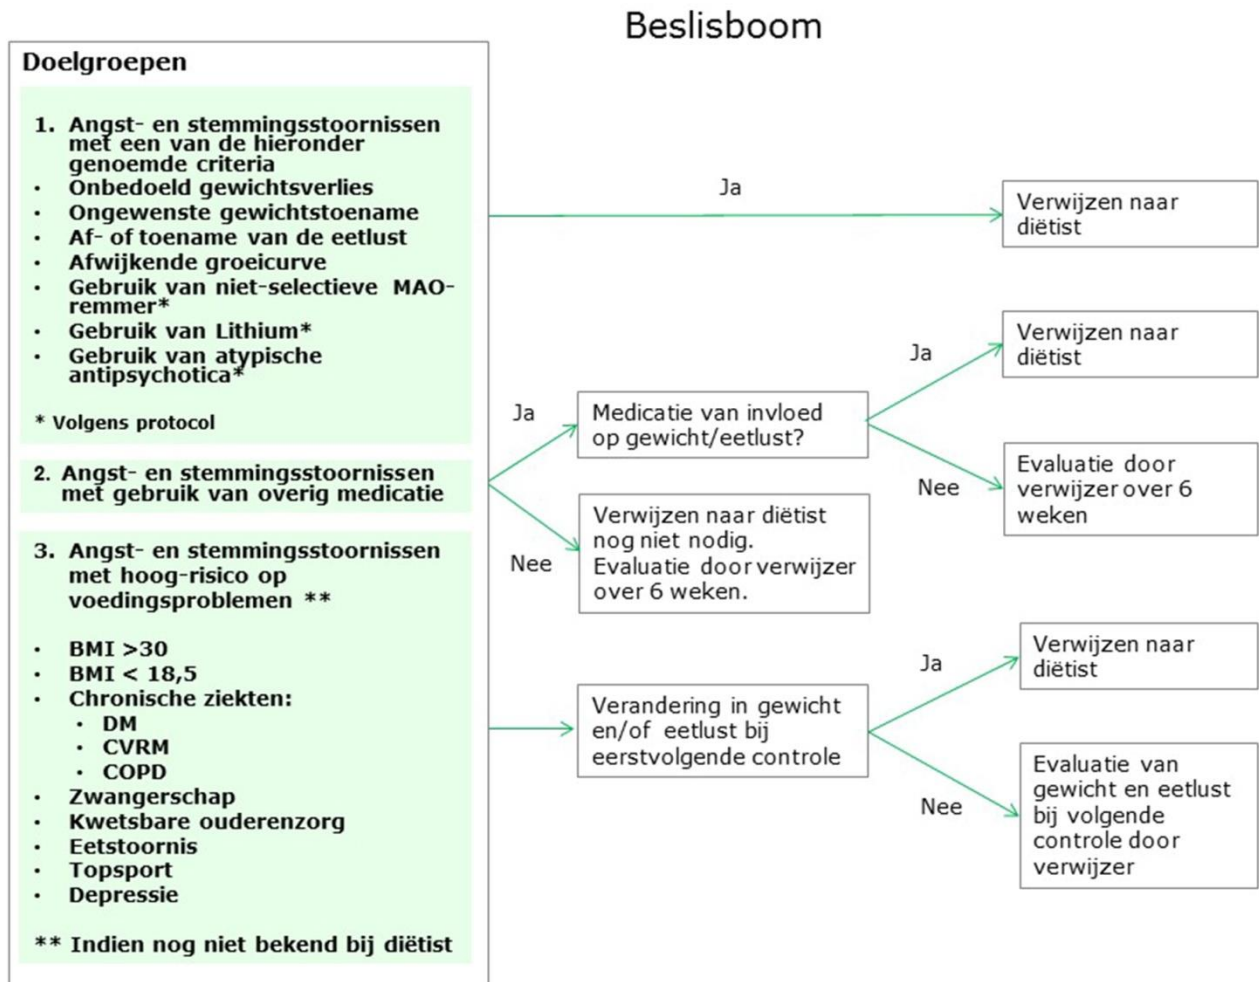 Beslisboom
Doelgroepen
1. Angst- en stemmingsstoornissen
met een van de hieronder
genoemde criteria
• Onbedoeld gewichtsverlies
• Ongewenste gewichtstoename
• Af- of toename van de eetlust
• Afwijkende groeicurve
• Gebruik van niet-selectieve MAO-
remmer*
• Gebruik van Lithium*
• Gebruik van atypische
antipsychotica*
* Volgens protocol
2. Angst- en stemmingsstoornissen
met gebruik van overig medicatie
3. Angst- en stemmingsstoornissen
met hoog-risico op
voedingsproblemen **
• BMI >30
• BMI < 18,5
• Chronische ziekten:
• DM
• CVRM
• COPD
• Zwangerschap
• Kwetsbare ouderenzorg
• Eetstoornis
• Topsport
• Depressie
** Indien nog niet bekend bij diëtist
Ja
Verwijzen naar
diëtist
Ja
Medicatie van invloed
op gewicht/eetlust?
Ja
Verwijzen naar
diëtist
Nee
Evaluatie door
verwijzer over 6
weken
Nee
Verwijzen naar diëtist
nog niet nodig.
Evaluatie door verwijzer
over 6 weken.
Verandering in gewicht
en/of eetlust bij
eerstvolgende controle
Ja
Verwijzen naar
diëtist
Nee
Evaluatie van
gewicht en eetlust
bij volgende
controle door
verwijzer